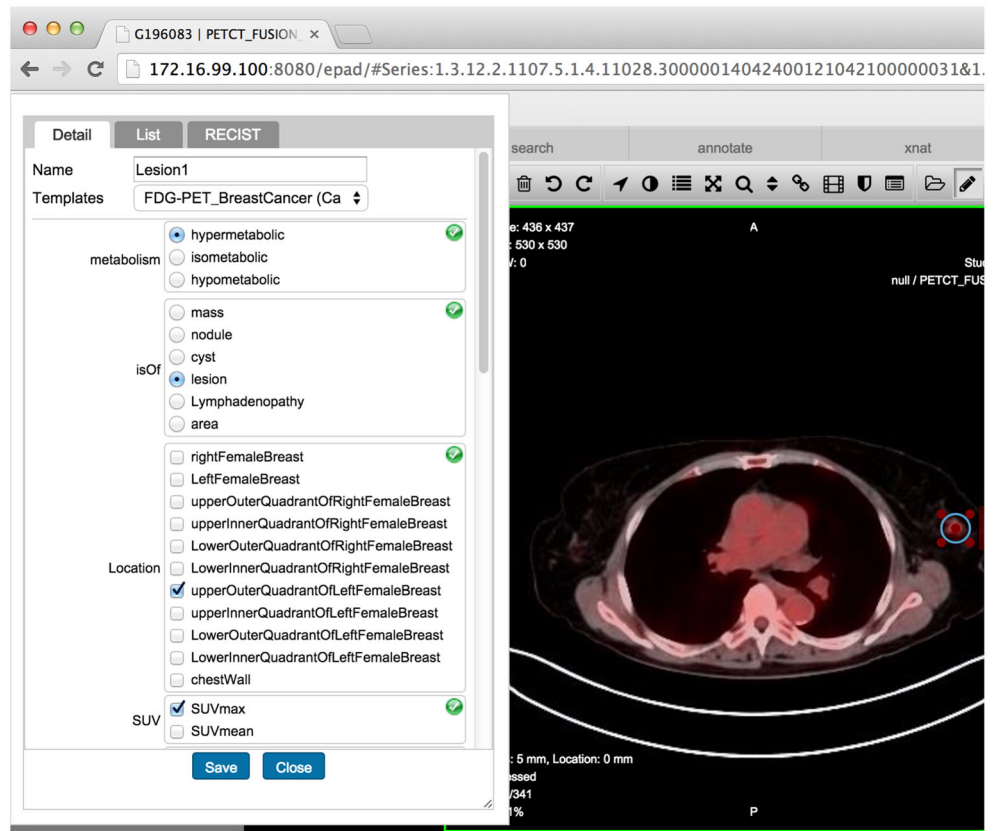 G196083 | PETCT_FUSION_
172.16.99.100:8080/epad/#Series:1.3.12.2.1107.5.1.4.11028.30000014042400121042100000031&1.
Detail List RECIST
Name Lesion1
Templates FDG-PET_BreastCancer (Ca
metabolism
hypermetabolic
isometabolic
hypometabolic
isOf
mass
nodule
cyst
lesion
Lymphadenopathy
area
Location
rightFemaleBreast
LeftFemaleBreast
upperOuterQuadrantOfRightFemaleBreast
upperInnerQuadrantOfRightFemaleBreast
LowerOuterQuadrantOfRightFemaleBreast
LowerInnerQuadrantOfRightFemaleBreast
upperOuterQuadrantOfLeftFemaleBreast
upperInnerQuadrantOfLeftFemaleBreast
LowerOuterQuadrantOfLeftFemaleBreast
LowerInnerQuadrantOfLeftFemaleBreast
chestWall
SUV
SUVmax
SUVmean
Save Close
search annotate xnat
e: 436 x 437
: 530 x 530
V: 0
A
Stu
null / PETCT_FUS
: 5 mm, Location: 0 mm
essed
/341
1%
P